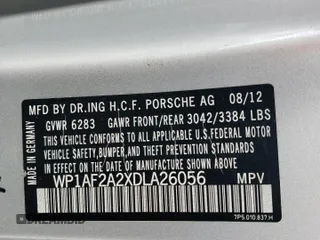 MFD BY DR.ING H.C.F. PORSCHE AG 08/12
GVWR 6283 GAWR FRONT/REAR 3042/3384 LBS
THIS VEHICLE CONFORMS TO ALL APPLICABLE U.S.FEDERAL MOTOR
VEHICLE SAFETY, BUMPER, AND THEFT PREVENTION STANDARDS
IN EFFECT ON THE DATE OF MANUFACTURE SHOWN ABOVE.
WP1AF2A2XDLA26056 MPV
7P5.010.837.H
MADE IN GERMANY